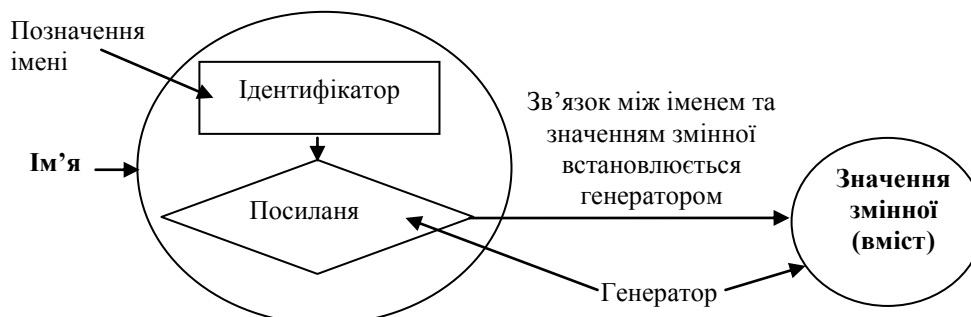 Позначення
імені
Ідентифікатор
Ім’я
Посиланя
Зв’язок між іменем та
значенням змінної
встановлюється
генератором
Значення
змінної
(вміст)
Генератор